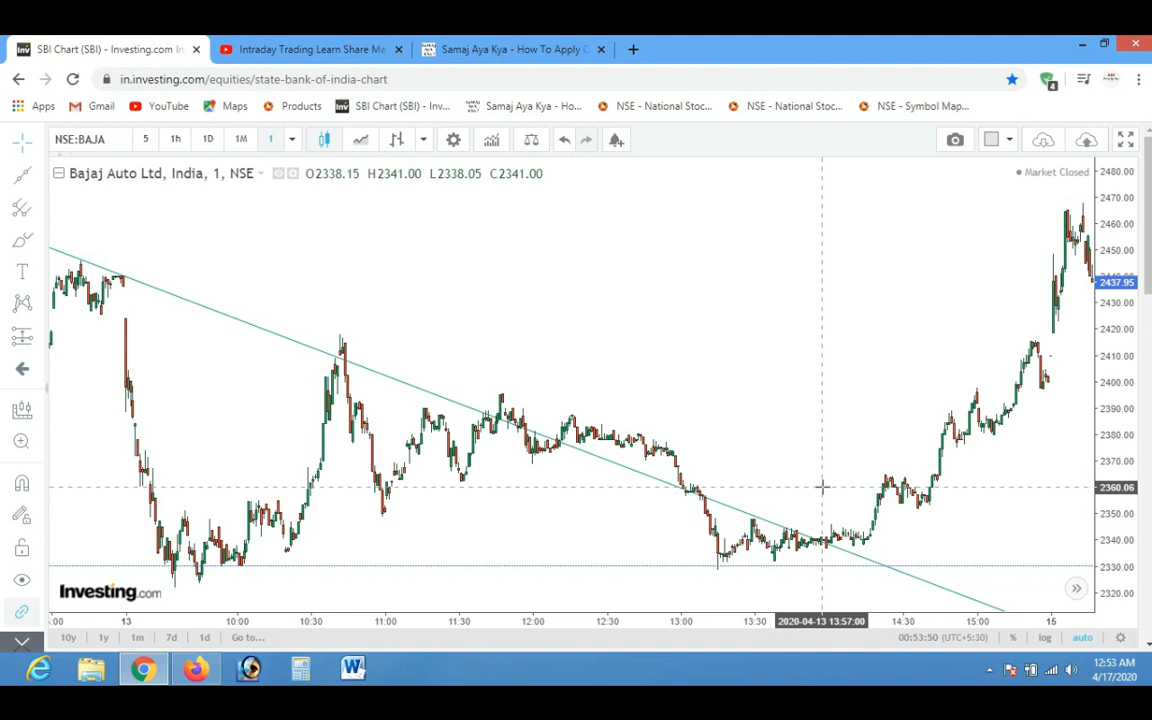 SBI Chart (SBI) - Investing.com In
Intraday Trading Learn Share Ma
Samaj Aya Kya - How To Apply O
in.investing.com/equities/state-bank-of-india-chart
4
Apps
Gmail
YouTube
Maps
Products
SBI Chart (SBI) - Inv...
Samaj Aya Kya - Ho...
NSE - National Stoc...
NSE - National Stoc...
NSE - Symbol Map...
NSE:BAJA
5
1h
1D
1M
1
Bajaj Auto Ltd, India, 1, NSE
O2338.15 H2341.00 L2338.05 C2341.00
Market Closed
2480.00
2470.00
2460.00
2450.00
2437.95
2430.00
2420.00
2410.00
2400.00
2390.00
2380.00
2370.00
2360.06
2350.00
2340.00
2330.00
2320.00
Investing.com
:00
13
10:00
10:30
11:00
11:30
12:00
12:30
13:00
13:30
2020-04-13 13:57:00
14:30
15:00
15
10y
1y
1m
7d
1d
Go to...
00:53:50 (UTC+5:30)
%
log
auto
12:53 AM
4/17/2020